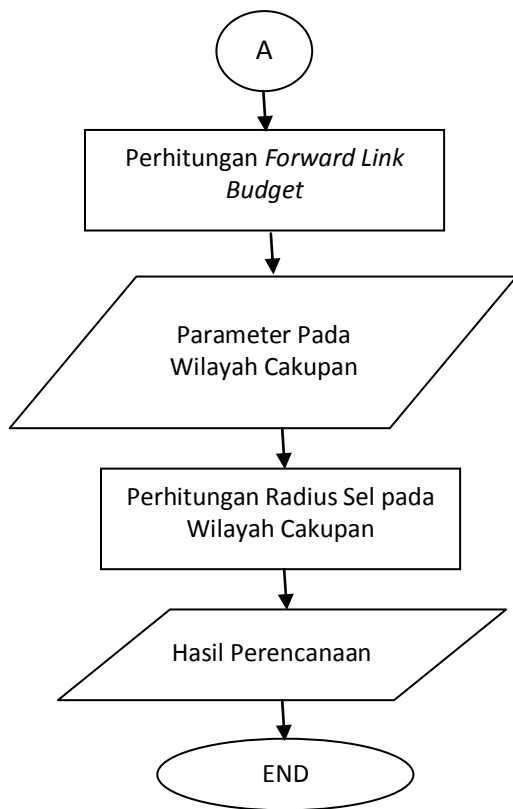 A
Perhitungan Forward Link
Budget
Parameter Pada
Wilayah Cakupan
Perhitungan Radius Sel pada
Wilayah Cakupan
Hasil Perencanaan
END